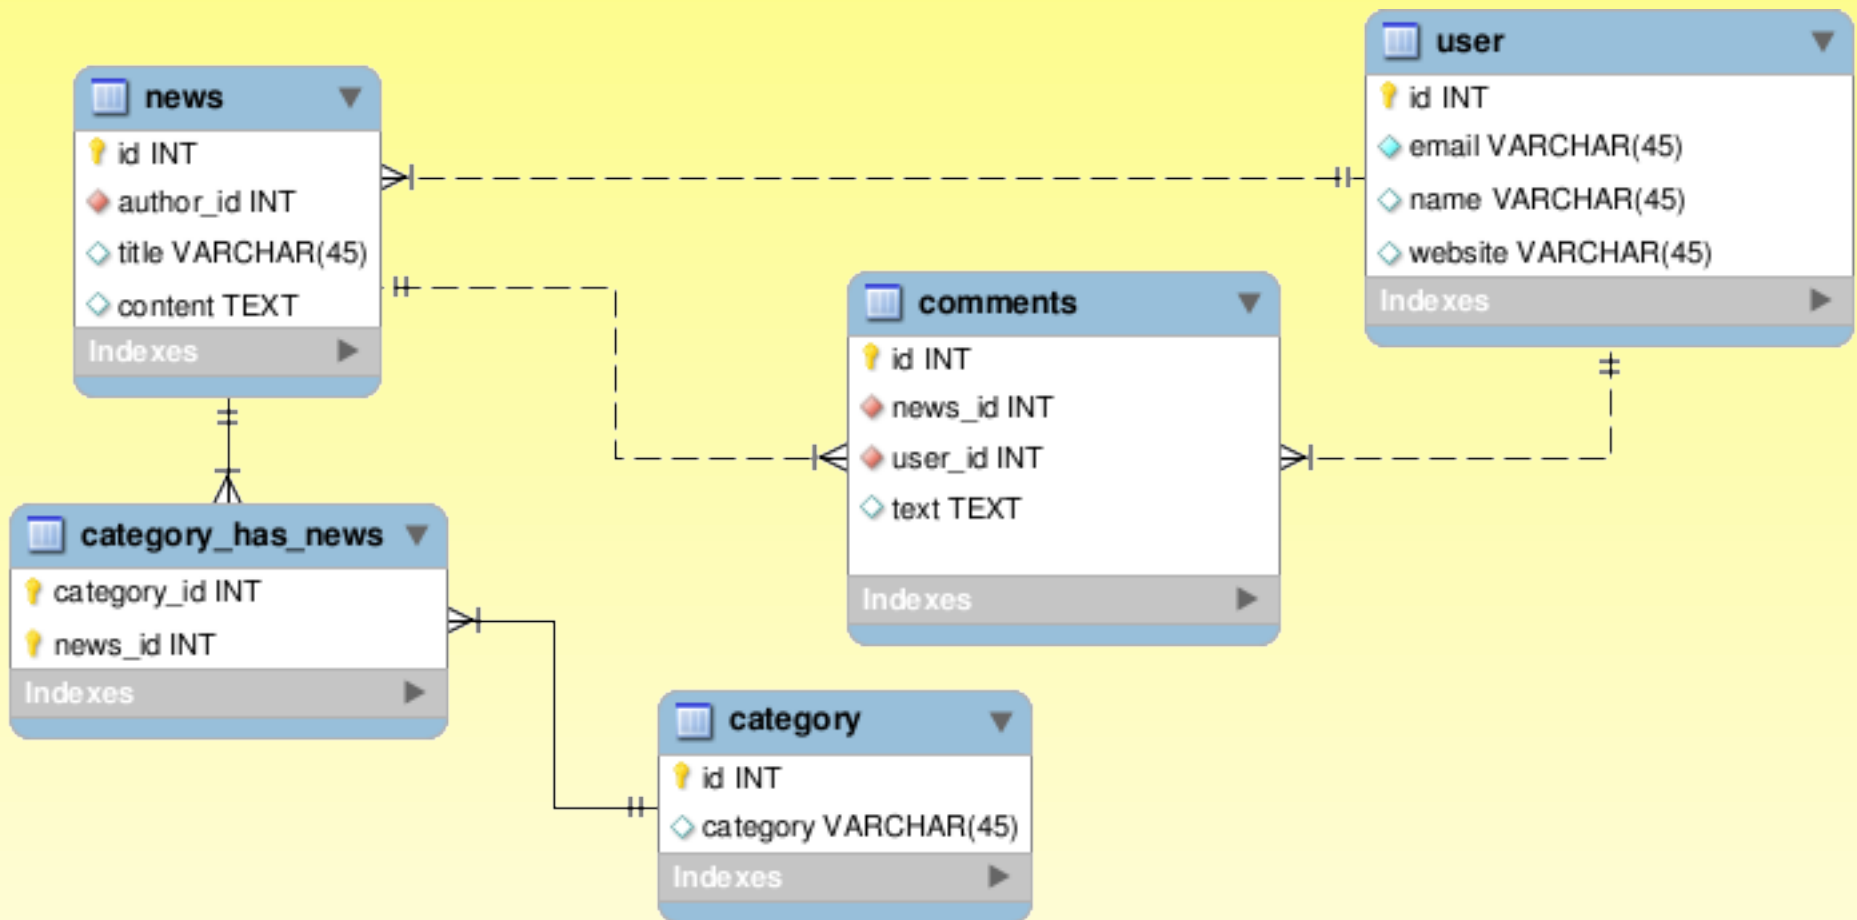 news
id INT
author_id INT
title VARCHAR(45)
content TEXT
Indexes
user
id INT
email VARCHAR(45)
name VARCHAR(45)
website VARCHAR(45)
Indexes
comments
id INT
news_id INT
user_id INT
text TEXT
Indexes
category_has_news
category_id INT
news_id INT
Indexes
category
id INT
category VARCHAR(45)
Indexes